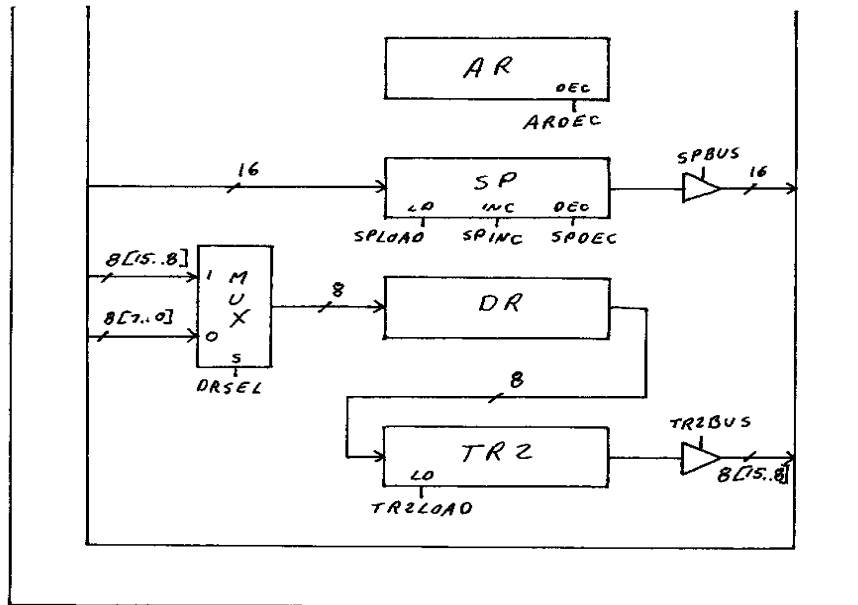 AR
DEC
ARDEC
SPBUS
16
16
SP
LD INC DEC
SPLOAD SPINC SPDEC
8[15..8]
1 M
U
X
8
DR
8[7..0]
0
S
DRSEL
8
TR2BUS
TR2
8[15..8]
LD
TR2LOAD